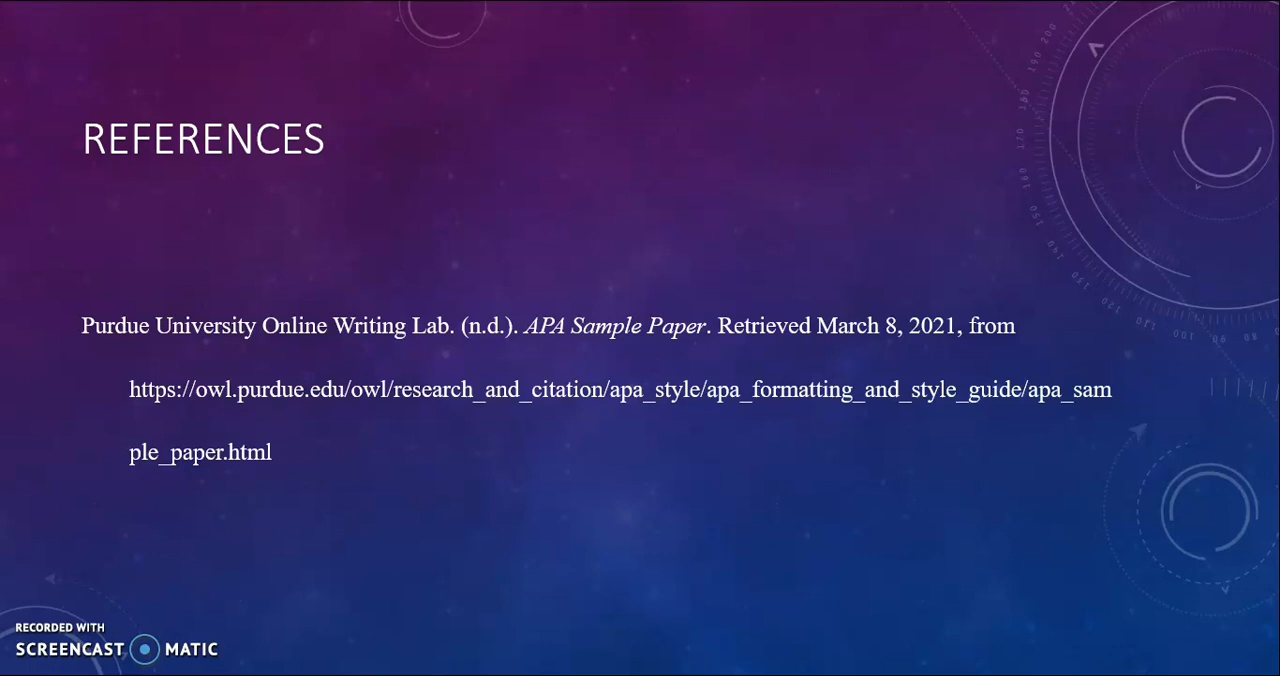 REFERENCES
Purdue University Online Writing Lab. (n.d.). APA Sample Paper. Retrieved March 8, 2021, from
https://owl.purdue.edu/owl/research_and_citation/apa_style/apa_formatting_and_style_guide/apa_sam
ple_paper.html
RECORDED WITH
SCREENCAST MATIC